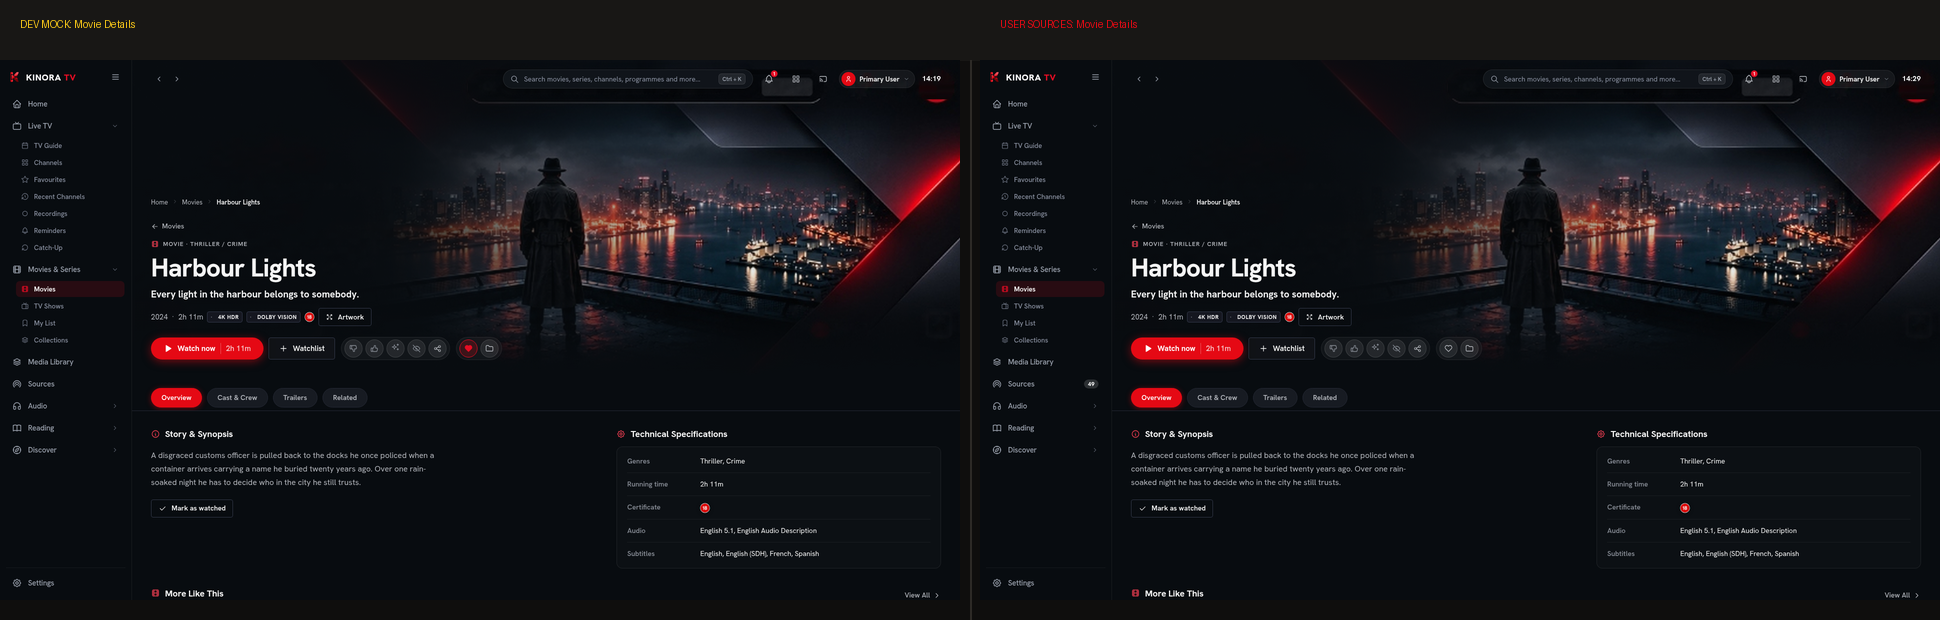 DEV MOCK: Movie Details
KINORA TV
Search movies, series, channels, programmes and more...
Ctrl + K
1
Primary User
14:19
Home
Live TV
TV Guide
Channels
Favourites
Recent Channels
Recordings
Reminders
Catch-Up
Movies & Series
Movies
TV Shows
My List
Collections
Media Library
Sources
Audio
Reading
Discover
Settings
Home Movies Harbour Lights
← Movies
MOVIE · THRILLER / CRIME
Harbour Lights
Every light in the harbour belongs to somebody.
2024 · 2h 11m 4K HDR DOLBY VISION 18 Artwork
Watch now 2h 11m + Watchlist
Overview Cast & Crew Trailers Related
Story & Synopsis
A disgraced customs officer is pulled back to the docks he once policed when a
container arrives carrying a name he buried twenty years ago. Over one rain-
soaked night he has to decide who in the city he still trusts.
Mark as watched
Technical Specifications
Genres Thriller, Crime
Running time 2h 11m
Certificate 18
Audio English 5.1, English Audio Description
Subtitles English, English (SDH), French, Spanish
More Like This
View All
USER SOURCES: Movie Details
KINORA TV
Search movies, series, channels, programmes and more...
Ctrl + K
1
Primary User
14:29
Home
Live TV
TV Guide
Channels
Favourites
Recent Channels
Recordings
Reminders
Catch-Up
Movies & Series
Movies
TV Shows
My List
Collections
Media Library
Sources 49
Audio
Reading
Discover
Settings
Home Movies Harbour Lights
← Movies
MOVIE · THRILLER / CRIME
Harbour Lights
Every light in the harbour belongs to somebody.
2024 · 2h 11m 4K HDR DOLBY VISION 18 Artwork
Watch now 2h 11m + Watchlist
Overview Cast & Crew Trailers Related
Story & Synopsis
A disgraced customs officer is pulled back to the docks he once policed when a
container arrives carrying a name he buried twenty years ago. Over one rain-
soaked night he has to decide who in the city he still trusts.
Mark as watched
Technical Specifications
Genres Thriller, Crime
Running time 2h 11m
Certificate 18
Audio English 5.1, English Audio Description
Subtitles English, English (SDH), French, Spanish
More Like This
View All